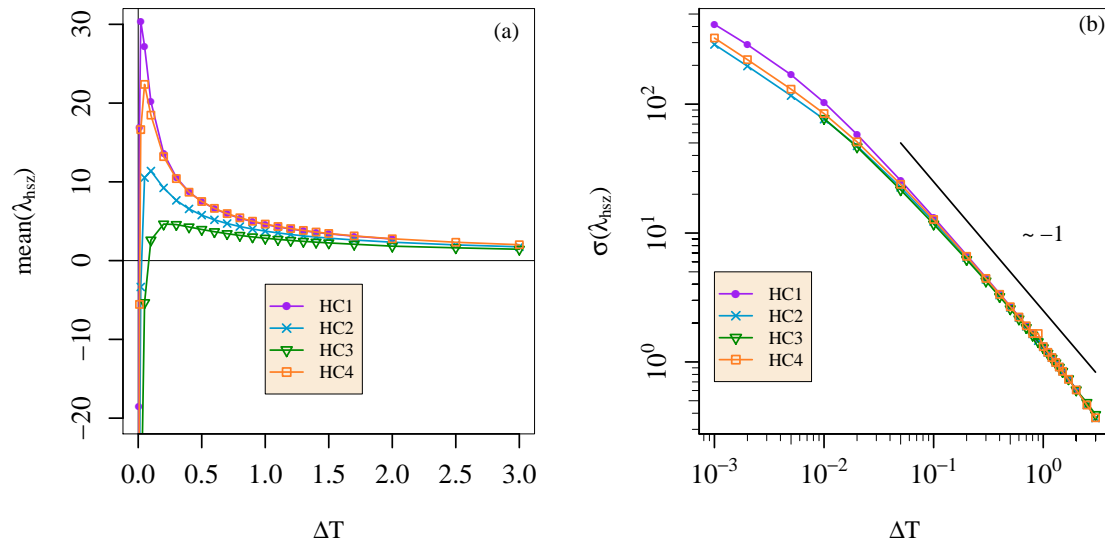 (a)
mean(λhsz)
30
20
10
0
−10
−20
HC1
HC2
HC3
HC4
0.0 0.5 1.0 1.5 2.0 2.5 3.0
ΔT
(b)
σ(λhsz)
10²
10¹
10⁰
~ −1
HC1
HC2
HC3
HC4
10⁻³ 10⁻² 10⁻¹ 10⁰
ΔT